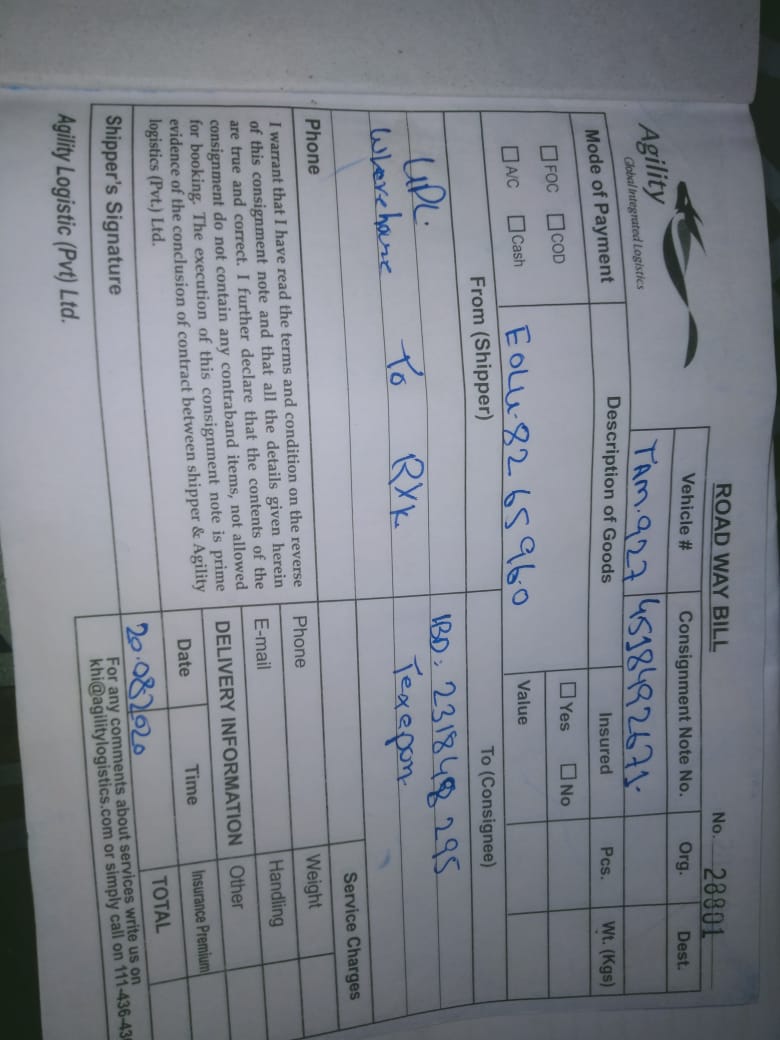 ROAD WAY BILL
No. 28801
Agility
Global Integrated Logistics
Vehicle # Consignment Note No. Org. Dest.
TAM.927 4518492671.
Mode of Payment Description of Goods Insured Pcs. Wt. (Kgs)
FOC COD Yes No
A/C Cash EOLU.8265960 Value
From (Shipper) To (Consignee)
UPL. IBD: 231848295
Wherehouse To RYK Texepon
Service Charges
Phone
Phone Weight
E-mail Handling
I warrant that I have read the terms and condition on the reverse
of this consignment note and that all the details given herein
are true and correct. I further declare that the contents of the
consignment do not contain any contraband items, not allowed
for booking. The execution of this consignment note is prime
evidence of the conclusion of contract between shipper & Agility
logistics (Pvt.) Ltd.
DELIVERY INFORMATION Other
Date Time Insurance Premium
20.082020 TOTAL
Shipper's Signature
For any comments about services write us on
khi@agilitylogistics.com or simply call on 111-436-43
Agility Logistic (Pvt) Ltd.